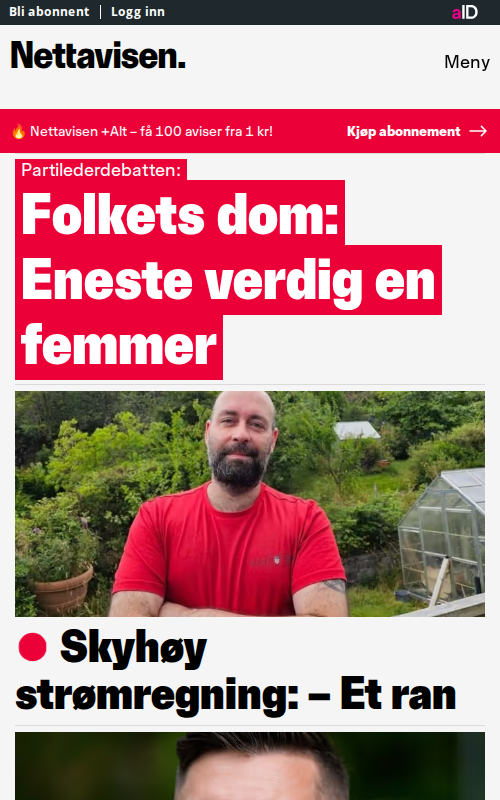 Bli abonnent | Logg inn
aID
Nettavisen.
Meny
🔥 Nettavisen +Alt – få 100 aviser fra 1 kr!
Kjøp abonnement →
Partilederdebatten:
Folkets dom:
Eneste verdig en
femmer
Skyhøy
strømregning: – Et ran